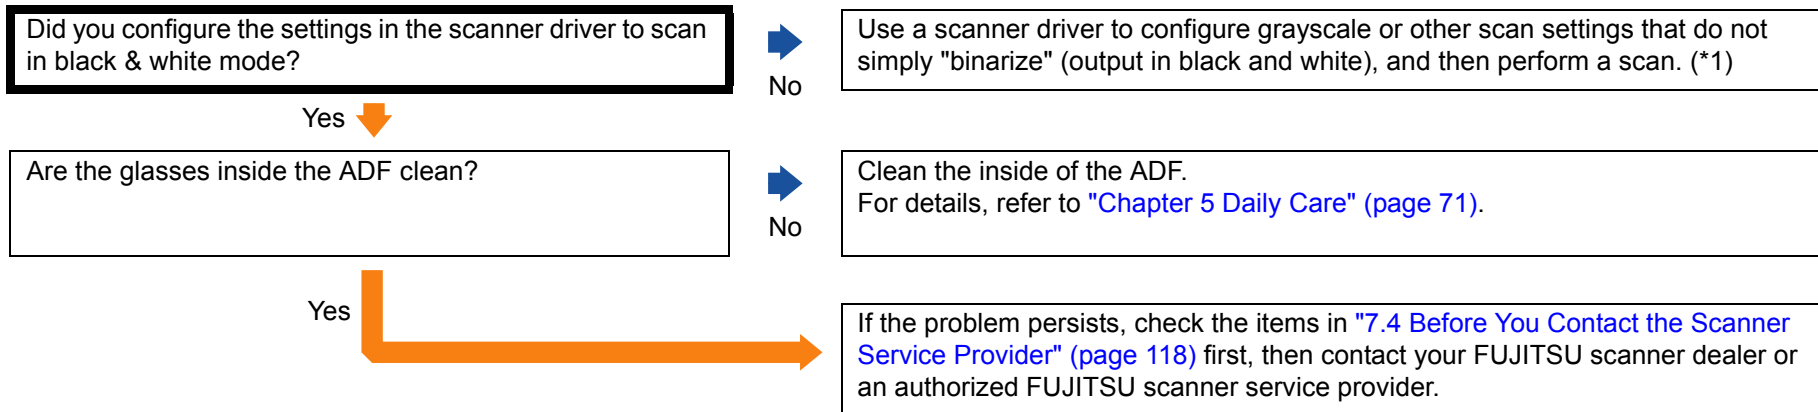 Did you configure the settings in the scanner driver to scan
in black & white mode?
No
Use a scanner driver to configure grayscale or other scan settings that do not
simply "binarize" (output in black and white), and then perform a scan. (*1)
Yes
Are the glasses inside the ADF clean?
No
Clean the inside of the ADF.
For details, refer to "Chapter 5 Daily Care" (page 71).
Yes
If the problem persists, check the items in "7.4 Before You Contact the Scanner
Service Provider" (page 118) first, then contact your FUJITSU scanner dealer or
an authorized FUJITSU scanner service provider.